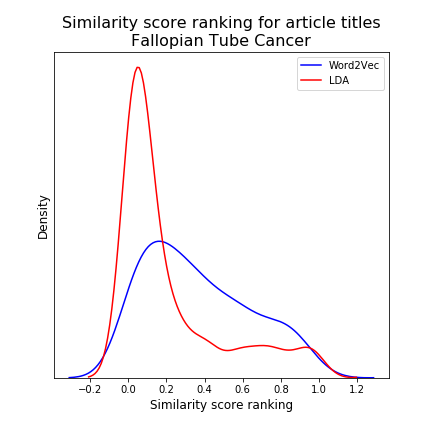 Similarity score ranking for article titles
Fallopian Tube Cancer
Word2Vec
LDA
Density
−0.2 0.0 0.2 0.4 0.6 0.8 1.0 1.2
Similarity score ranking